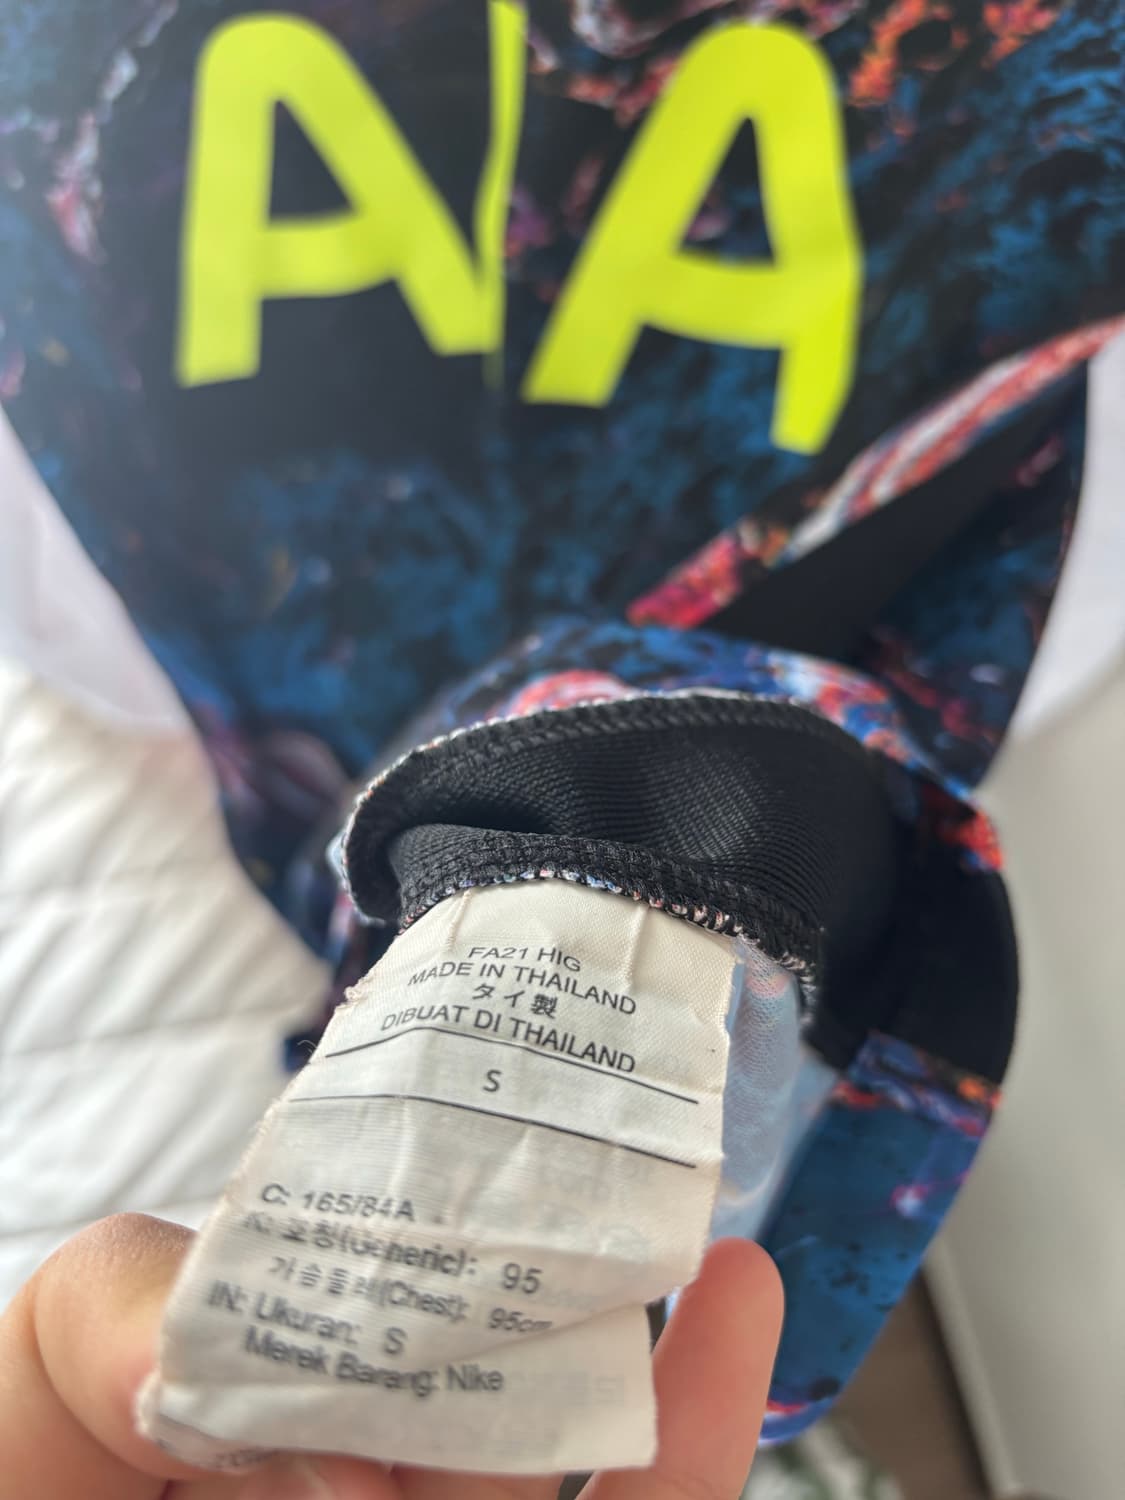 A A
FA21 HIG
MADE IN THAILAND
タイ製
DIBUAT DI THAILAND
S
C: 165/84A
K: 호칭(Generic): 95
가슴둘레(Chest): 95cm
IN: Ukuran: S
Merek Barang: Nike